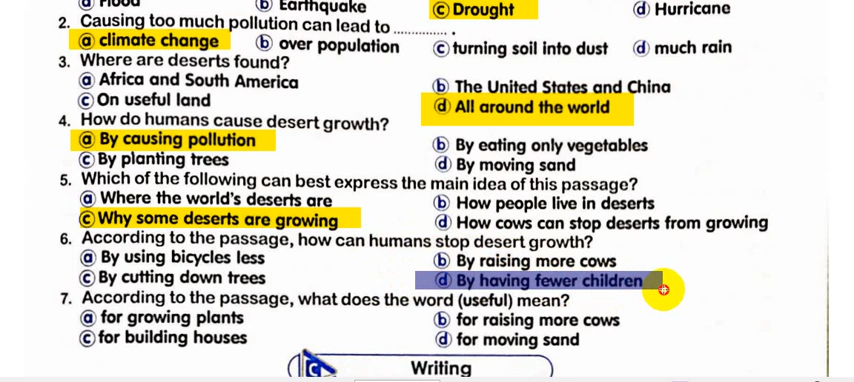 ⓐ Flood ⓑ Earthquake ⓒ Drought ⓓ Hurricane
2. Causing too much pollution can lead to ............... .
ⓐ climate change ⓑ over population ⓒ turning soil into dust ⓓ much rain
3. Where are deserts found?
ⓐ Africa and South America ⓑ The United States and China
ⓒ On useful land ⓓ All around the world
4. How do humans cause desert growth?
ⓐ By causing pollution ⓑ By eating only vegetables
ⓒ By planting trees ⓓ By moving sand
5. Which of the following can best express the main idea of this passage?
ⓐ Where the world's deserts are ⓑ How people live in deserts
ⓒ Why some deserts are growing ⓓ How cows can stop deserts from growing
6. According to the passage, how can humans stop desert growth?
ⓐ By using bicycles less ⓑ By raising more cows
ⓒ By cutting down trees ⓓ By having fewer children
7. According to the passage, what does the word (useful) mean?
ⓐ for growing plants ⓑ for raising more cows
ⓒ for building houses ⓓ for moving sand
C Writing